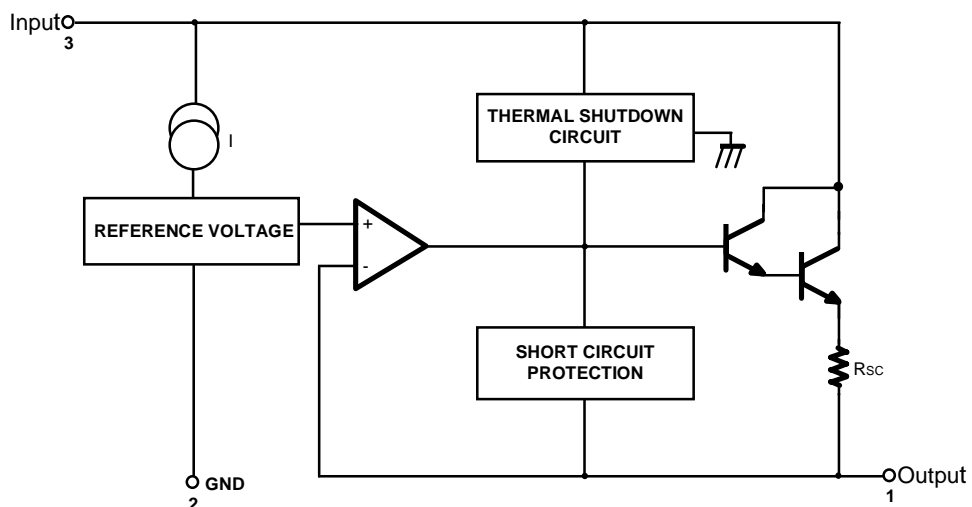 Input
3
THERMAL SHUTDOWN
CIRCUIT
I
REFERENCE VOLTAGE
+
-
SHORT CIRCUIT
PROTECTION
RSC
GND
2
Output
1